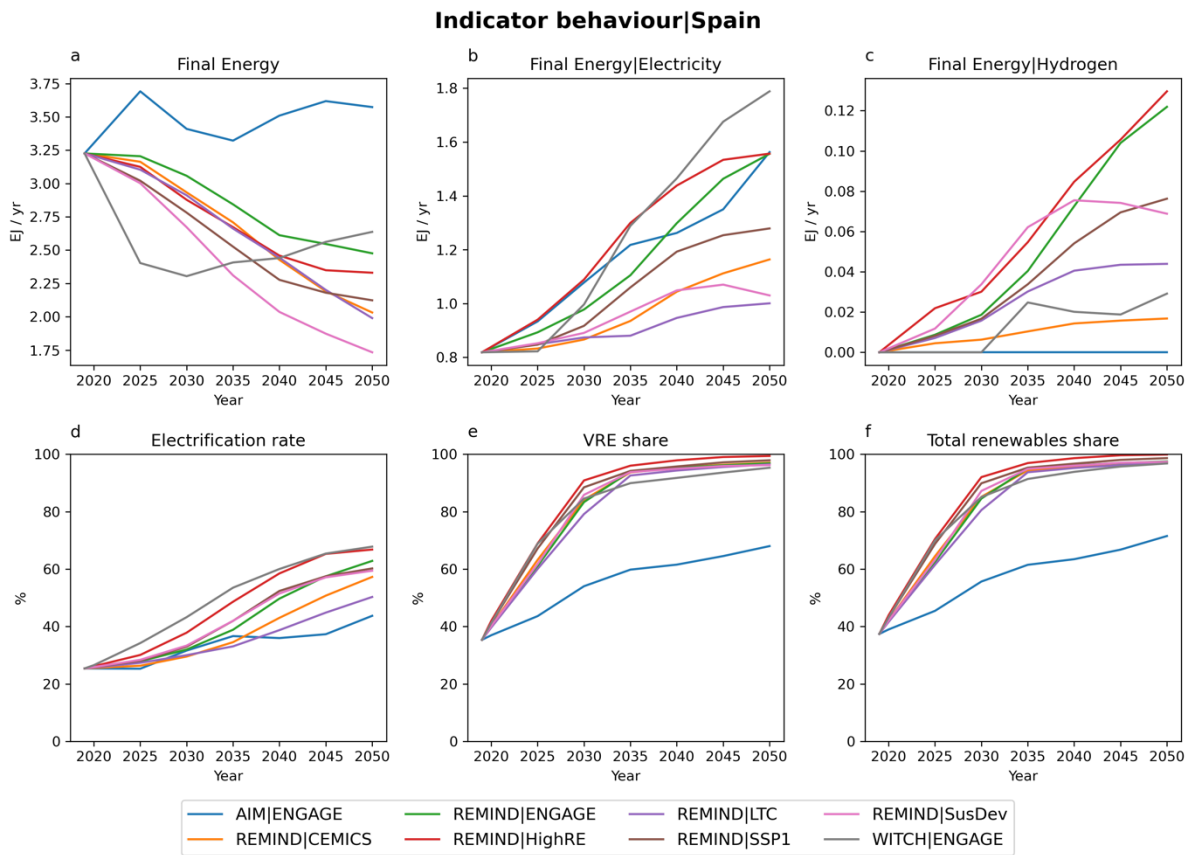 Indicator behaviour|Spain
a
Final Energy
3.75
3.50
3.25
3.00
2.75
2.50
2.25
2.00
1.75
EJ / yr
2020 2025 2030 2035 2040 2045 2050
Year
b
Final Energy|Electricity
1.8
1.6
1.4
1.2
1.0
0.8
EJ / yr
2020 2025 2030 2035 2040 2045 2050
Year
c
Final Energy|Hydrogen
0.12
0.10
0.08
0.06
0.04
0.02
0.00
EJ / yr
2020 2025 2030 2035 2040 2045 2050
Year
d
Electrification rate
100
80
60
40
20
0
%
2020 2025 2030 2035 2040 2045 2050
Year
e
VRE share
100
80
60
40
20
0
%
2020 2025 2030 2035 2040 2045 2050
Year
f
Total renewables share
100
80
60
40
20
0
%
2020 2025 2030 2035 2040 2045 2050
Year
AIM|ENGAGE
REMIND|CEMICS
REMIND|ENGAGE
REMIND|HighRE
REMIND|LTC
REMIND|SSP1
REMIND|SusDev
WITCH|ENGAGE